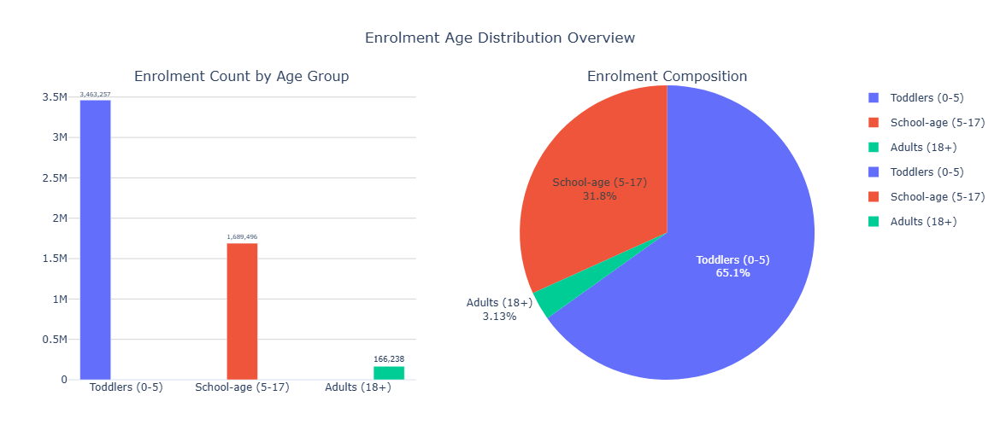 Enrolment Age Distribution Overview
Enrolment Count by Age Group
3.5M
3M
2.5M
2M
1.5M
1M
0.5M
0
3,463,257
1,689,496
166,238
Toddlers (0-5)
School-age (5-17)
Adults (18+)
Enrolment Composition
School-age (5-17)
31.8%
Toddlers (0-5)
65.1%
Adults (18+)
3.13%
Toddlers (0-5)
School-age (5-17)
Adults (18+)
Toddlers (0-5)
School-age (5-17)
Adults (18+)